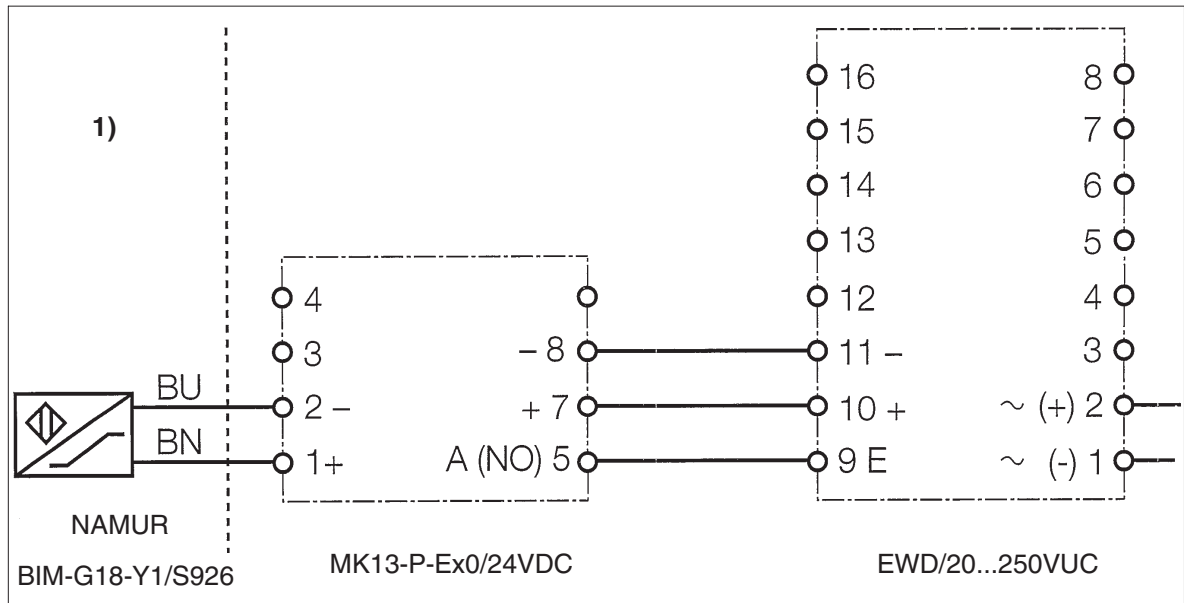 1)
BU
BN
NAMUR
BIM-G18-Y1/S926
4
3
2 -
1+
- 8
+ 7
A (NO) 5
MK13-P-Ex0/24VDC
16
15
14
13
12
11 -
10 +
9 E
8
7
6
5
4
3
~ (+) 2
~ (-) 1
EWD/20...250VUC